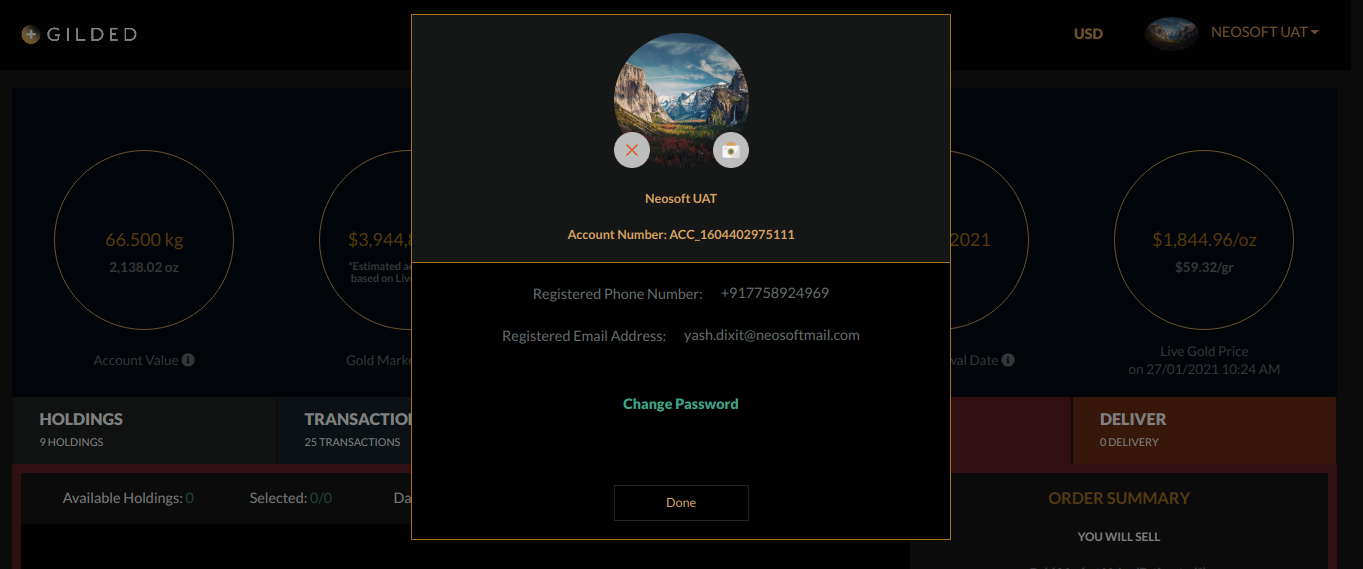 GILDED
USD
NEOSOFT UAT
Neosoft UAT
Account Number: ACC_1604402975111
Registered Phone Number: +917758924969
Registered Email Address: yash.dixit@neosoftmail.com
Change Password
Done
66.500 kg
2,138.02 oz
Account Value
$3,944,8
*Estimated ac
based on Liv
Gold Mark
2021
val Date
$1,844.96/oz
$59.32/gr
Live Gold Price
on 27/01/2021 10:24 AM
HOLDINGS
9 HOLDINGS
TRANSACTIO
25 TRANSACTIONS
DELIVER
0 DELIVERY
Available Holdings: 0
Selected: 0/0
Da
ORDER SUMMARY
YOU WILL SELL